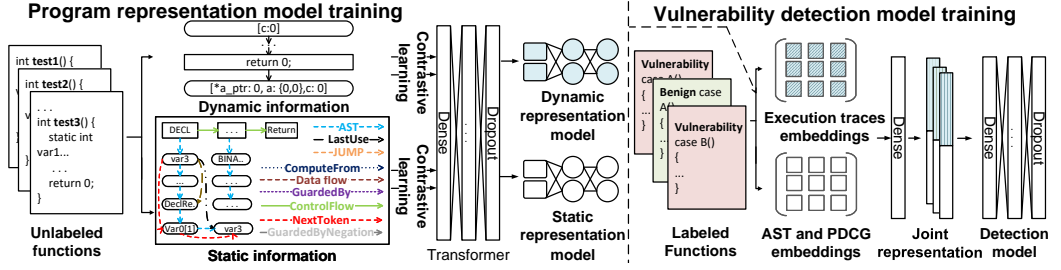 Program representation model training
int test1() {
int test2() {
v
}
. . .
int test3() {
static int
var1...
. . .
return 0;
}
Unlabeled
functions
[c:0]
. . .
return 0;
[*a_ptr: 0, a: {0,0},c: 0]
Dynamic information
DECL
. . .
Return
var3
BINA..
...
...
DeclRe..
. . .
Var0[1]
var3
AST
LastUse
JUMP
ComputeFrom
Data flow
GuardedBy
ControlFlow
NextToken
GuardedByNegation
Static information
Contrastive
learning
Contrastive
learning
Dense
. . .
Dropout
Transformer
Dynamic
representation
model
Static
representation
model
Vulnerability detection model training
Vulnerability
case A()
{
...
}
Benign case
A()
{
...
}
Vulnerability
case B()
{
...
}
Labeled
Functions
Execution traces
embeddings
AST and PDCG
embeddings
Dense
Joint
representation
Dense
. . .
Dropout
Detection model